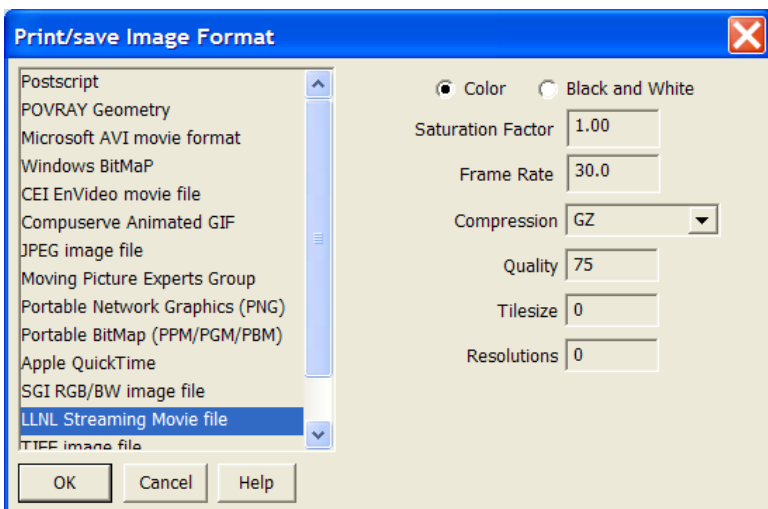 Print/save Image Format
Postscript
POVRAY Geometry
Microsoft AVI movie format
Windows BitMaP
CEI EnVideo movie file
Compuserve Animated GIF
JPEG image file
Moving Picture Experts Group
Portable Network Graphics (PNG)
Portable BitMap (PPM/PGM/PBM)
Apple QuickTime
SGI RGB/BW image file
LLNL Streaming Movie file
TIFF image file
Color Black and White
Saturation Factor 1.00
Frame Rate 30.0
Compression GZ
Quality 75
Tilesize 0
Resolutions 0
OK Cancel Help